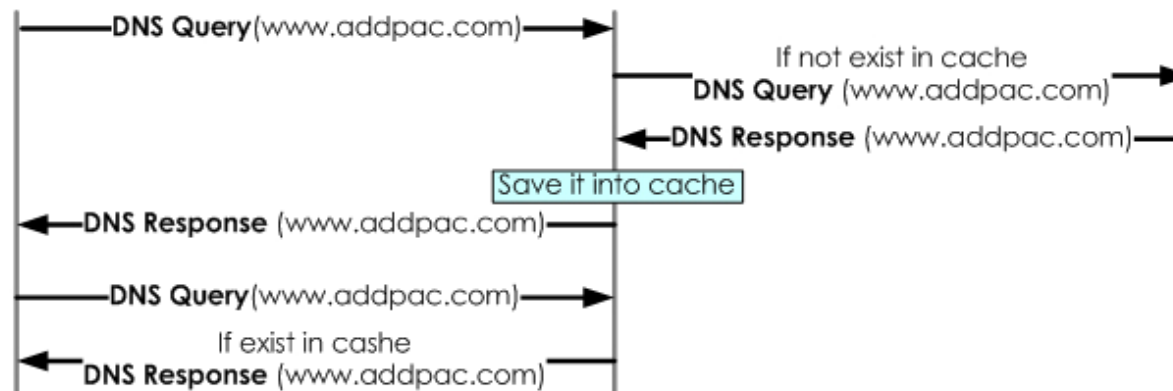 DNS Query(www.addpac.com)
If not exist in cache
DNS Query (www.addpac.com)
DNS Response (www.addpac.com)
Save it into cache
DNS Response (www.addpac.com)
DNS Query(www.addpac.com)
If exist in cashe
DNS Response (www.addpac.com)